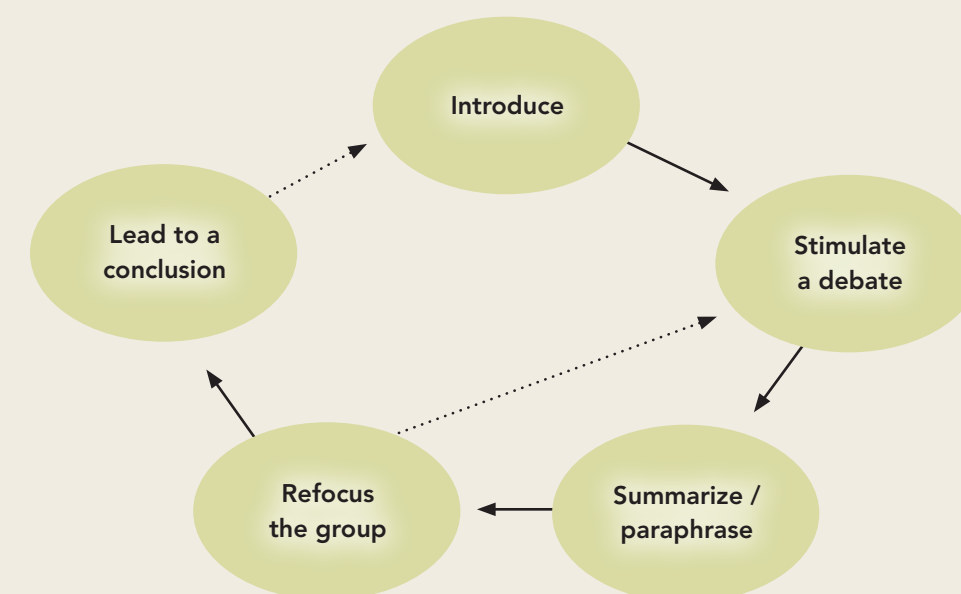 Introduce
Stimulate
a debate
Summarize /
paraphrase
Refocus
the group
Lead to a
conclusion